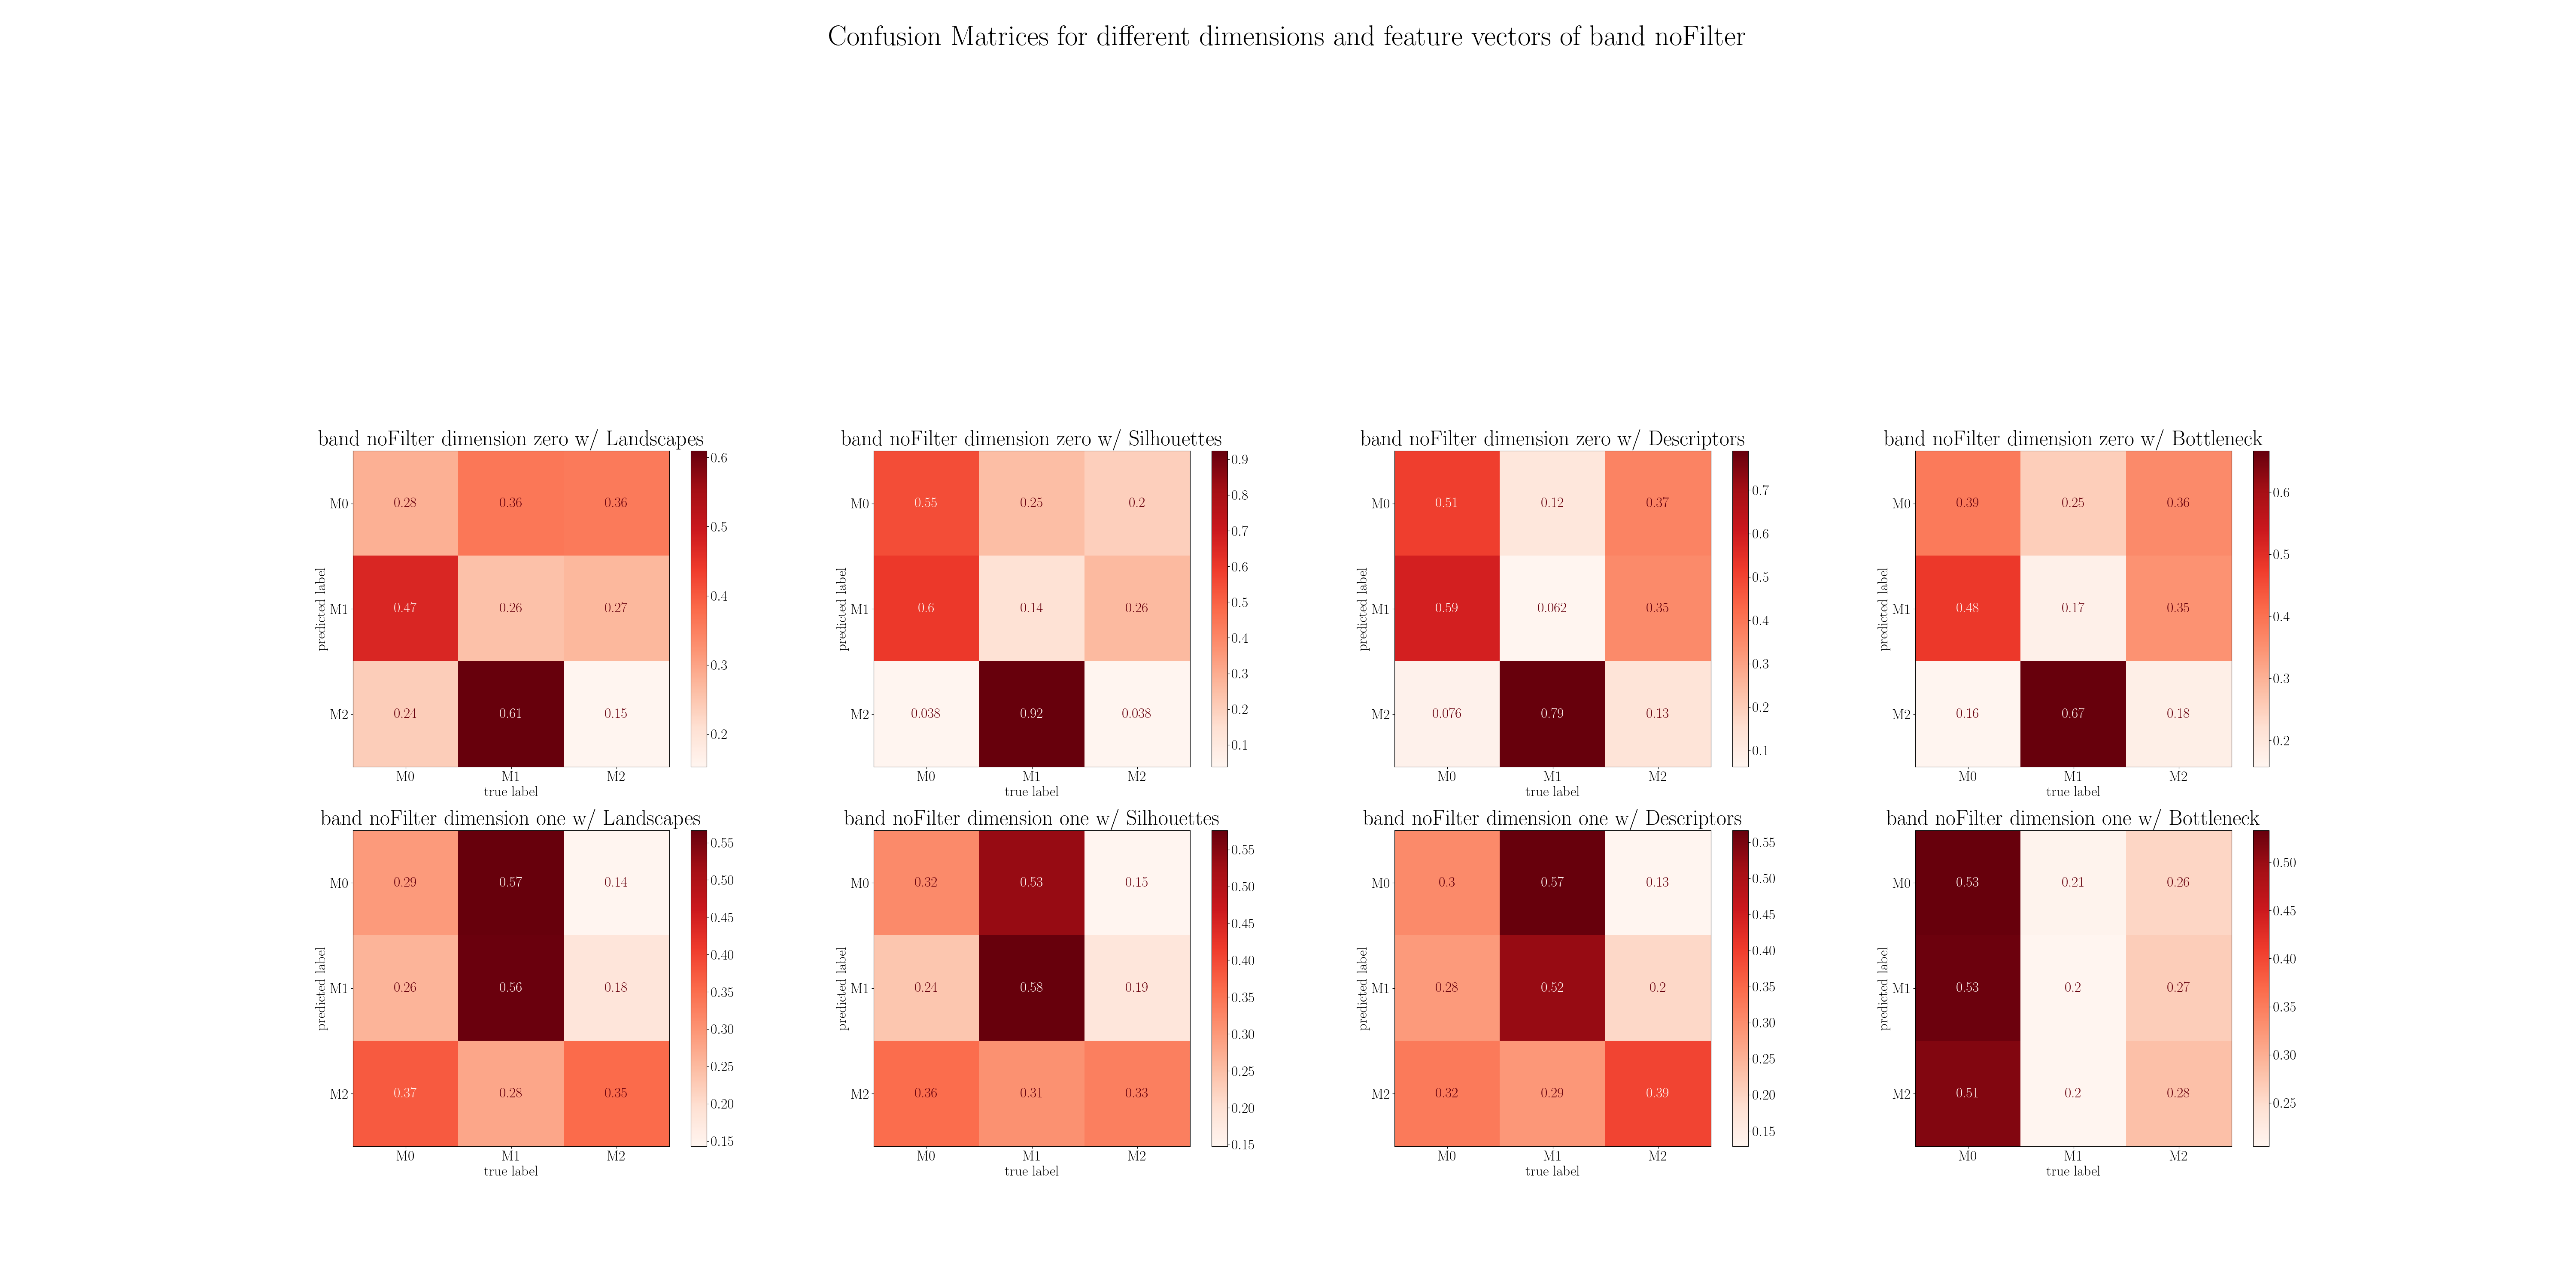 Confusion Matrices for different dimensions and feature vectors of band noFilter
band noFilter dimension zero w/ Landscapes
predicted label
M0
0.28
0.36
0.36
M1
0.47
0.26
0.27
M2
0.24
0.61
0.15
M0
M1
M2
true label
0.6
0.5
0.4
0.3
0.2
band noFilter dimension zero w/ Silhouettes
predicted label
M0
0.55
0.25
0.2
M1
0.6
0.14
0.26
M2
0.038
0.92
0.038
M0
M1
M2
true label
0.9
0.8
0.7
0.6
0.5
0.4
0.3
0.2
0.1
band noFilter dimension zero w/ Descriptors
predicted label
M0
0.51
0.12
0.37
M1
0.59
0.062
0.35
M2
0.076
0.79
0.13
M0
M1
M2
true label
0.7
0.6
0.5
0.4
0.3
0.2
0.1
band noFilter dimension zero w/ Bottleneck
predicted label
M0
0.39
0.25
0.36
M1
0.48
0.17
0.35
M2
0.16
0.67
0.18
M0
M1
M2
true label
0.6
0.5
0.4
0.3
0.2
band noFilter dimension one w/ Landscapes
predicted label
M0
0.29
0.57
0.14
M1
0.26
0.56
0.18
M2
0.37
0.28
0.35
M0
M1
M2
true label
0.55
0.50
0.45
0.40
0.35
0.30
0.25
0.20
0.15
band noFilter dimension one w/ Silhouettes
predicted label
M0
0.32
0.53
0.15
M1
0.24
0.58
0.19
M2
0.36
0.31
0.33
M0
M1
M2
true label
0.55
0.50
0.45
0.40
0.35
0.30
0.25
0.20
0.15
band noFilter dimension one w/ Descriptors
predicted label
M0
0.3
0.57
0.13
M1
0.28
0.52
0.2
M2
0.32
0.29
0.39
M0
M1
M2
true label
0.55
0.50
0.45
0.40
0.35
0.30
0.25
0.20
0.15
band noFilter dimension one w/ Bottleneck
predicted label
M0
0.53
0.21
0.26
M1
0.53
0.2
0.27
M2
0.51
0.2
0.28
M0
M1
M2
true label
0.50
0.45
0.40
0.35
0.30
0.25